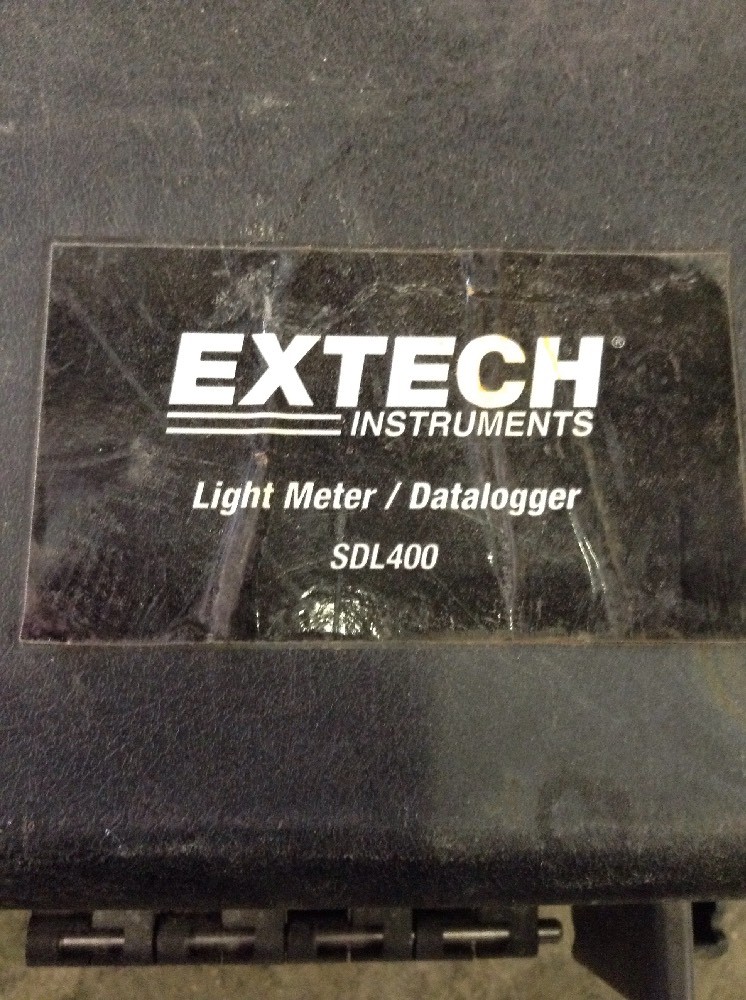 EXTECH®
INSTRUMENTS
Light Meter / Datalogger
SDL400